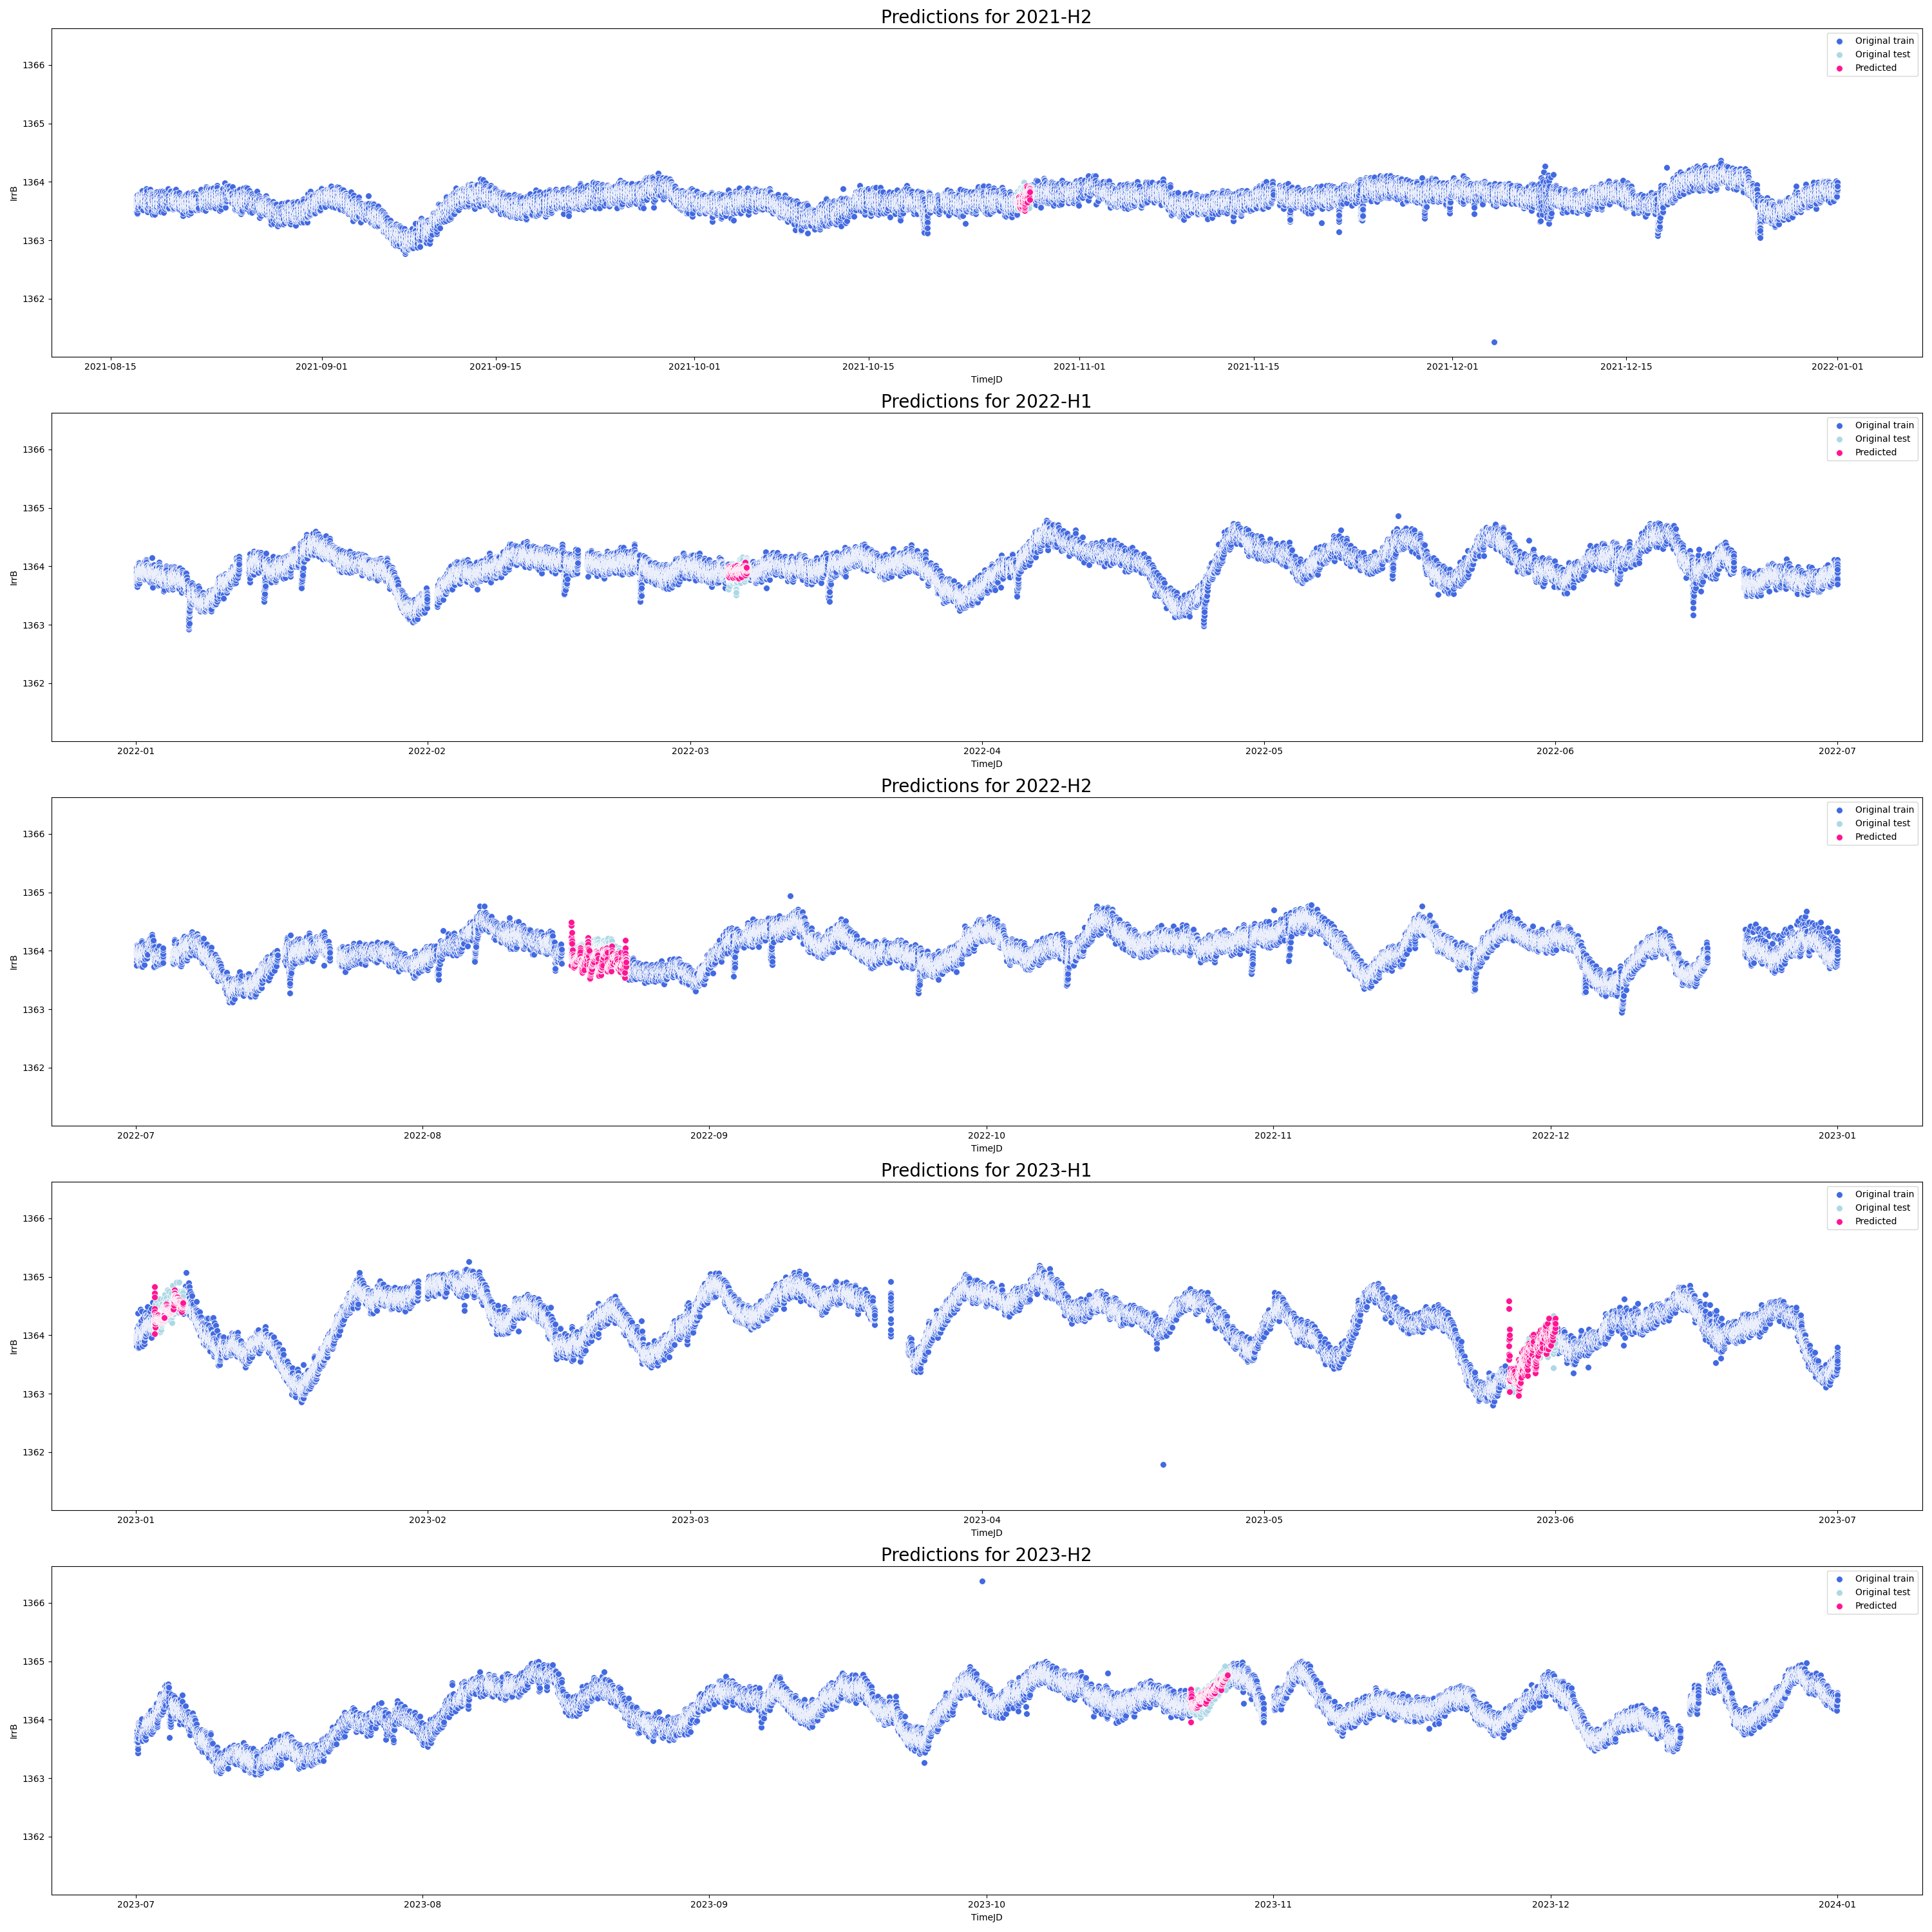 Predictions for 2021-H2
Original train
Original test
Predicted
1366
1365
1364
1363
1362
IrrB
2021-08-15 2021-09-01 2021-09-15 2021-10-01 2021-10-15 2021-11-01 2021-11-15 2021-12-01 2021-12-15 2022-01-01
TimeJD
Predictions for 2022-H1
Original train
Original test
Predicted
1366
1365
1364
1363
1362
IrrB
2022-01 2022-02 2022-03 2022-04 2022-05 2022-06 2022-07
TimeJD
Predictions for 2022-H2
Original train
Original test
Predicted
1366
1365
1364
1363
1362
IrrB
2022-07 2022-08 2022-09 2022-10 2022-11 2022-12 2023-01
TimeJD
Predictions for 2023-H1
Original train
Original test
Predicted
1366
1365
1364
1363
1362
IrrB
2023-01 2023-02 2023-03 2023-04 2023-05 2023-06 2023-07
TimeJD
Predictions for 2023-H2
Original train
Original test
Predicted
1366
1365
1364
1363
1362
IrrB
2023-07 2023-08 2023-09 2023-10 2023-11 2023-12 2024-01
TimeJD